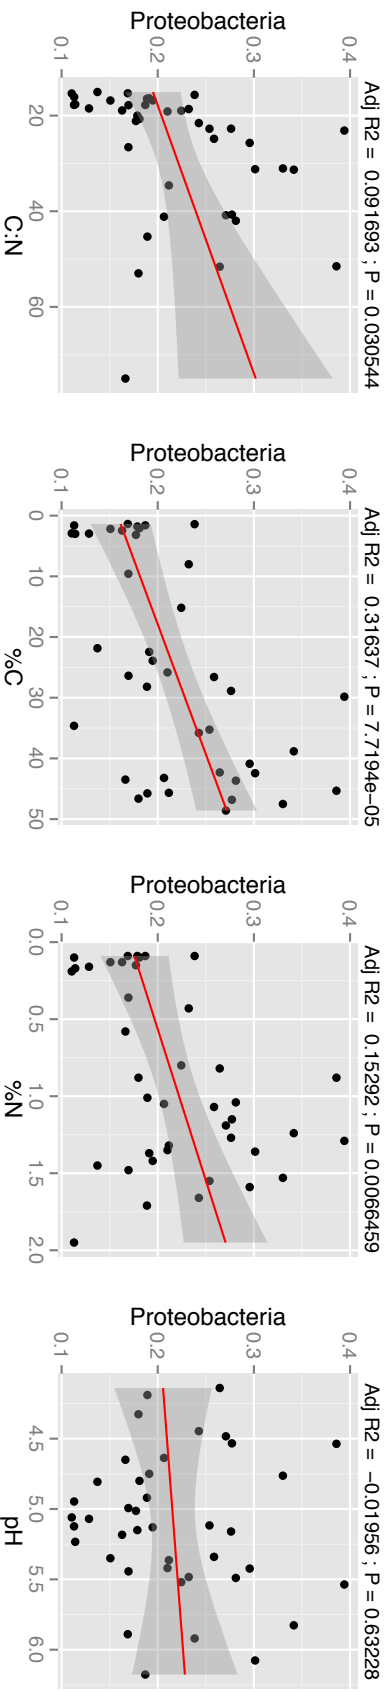 Adj R2 = 0.091693 ; P = 0.030544
Proteobacteria
0.1
0.2
0.3
0.4
20
40
60
C:N
Adj R2 = 0.31637 ; P = 7.7194e−05
Proteobacteria
0.1
0.2
0.3
0.4
0
10
20
30
40
50
%C
Adj R2 = 0.15292 ; P = 0.0066459
Proteobacteria
0.1
0.2
0.3
0.4
0.0
0.5
1.0
1.5
2.0
%N
Adj R2 = −0.01956 ; P = 0.63228
Proteobacteria
0.1
0.2
0.3
0.4
4.5
5.0
5.5
6.0
pH